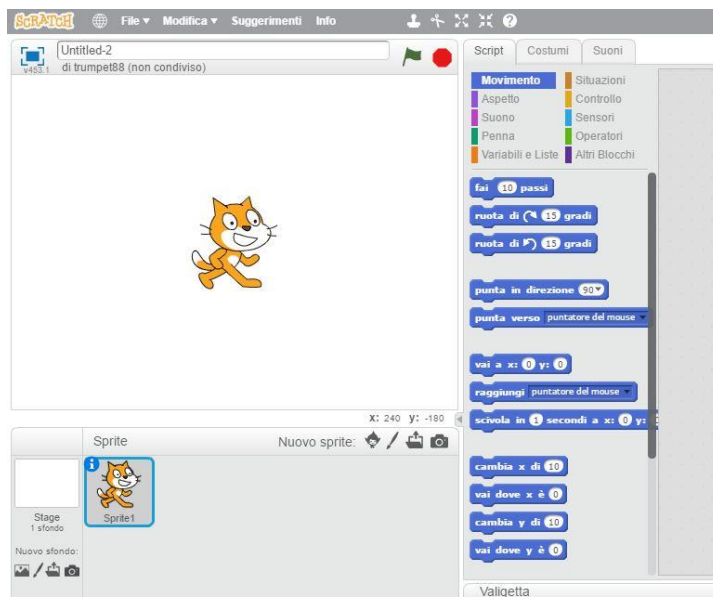 SCRATCH File Modifica Suggerimenti Info
Untitled-2
v453.1 di trumpet88 (non condiviso)
Script Costumi Suoni
Movimento Situazioni
Aspetto Controllo
Suono Sensori
Penna Operatori
Variabili e Liste Altri Blocchi
fai 10 passi
ruota di 15 gradi
ruota di 15 gradi
punta in direzione 90
punta verso puntatore del mouse
vai a x: 0 y: 0
raggiungi puntatore del mouse
scivola in 1 secondi a x: 0 y:
cambia x di 10
vai dove x è 0
cambia y di 10
vai dove y è 0
X: 240 y: -180
Sprite Nuovo sprite:
Stage
1 sfondo
Sprite1
Nuovo sfondo:
Valigetta